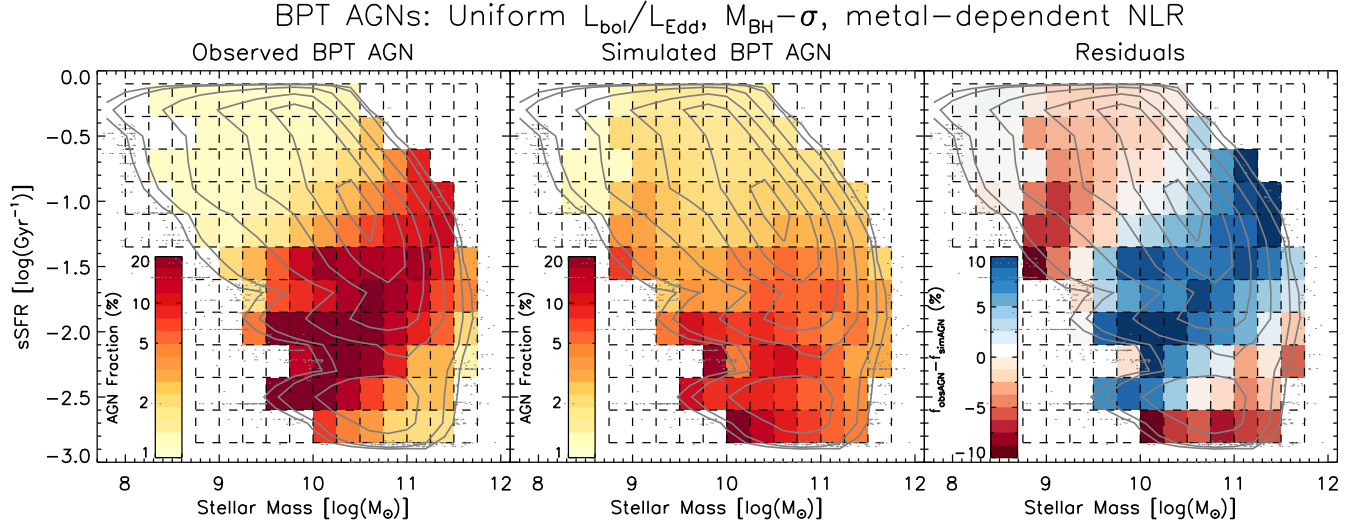 BPT AGNs: Uniform L_bol/L_Edd, M_BH−σ, metal−dependent NLR
Observed BPT AGN
Simulated BPT AGN
Residuals
sSFR [log(Gyr⁻¹)]
0.0
−0.5
−1.0
−1.5
−2.0
−2.5
−3.0
AGN Fraction (%)
20
10
5
2
1
AGN Fraction (%)
20
10
5
2
1
f_obsAGN−f_simAGN (%)
10
5
0
−5
−10
8 9 10 11 12
8 9 10 11 12
8 9 10 11 12
Stellar Mass [log(M☉)]
Stellar Mass [log(M☉)]
Stellar Mass [log(M☉)]